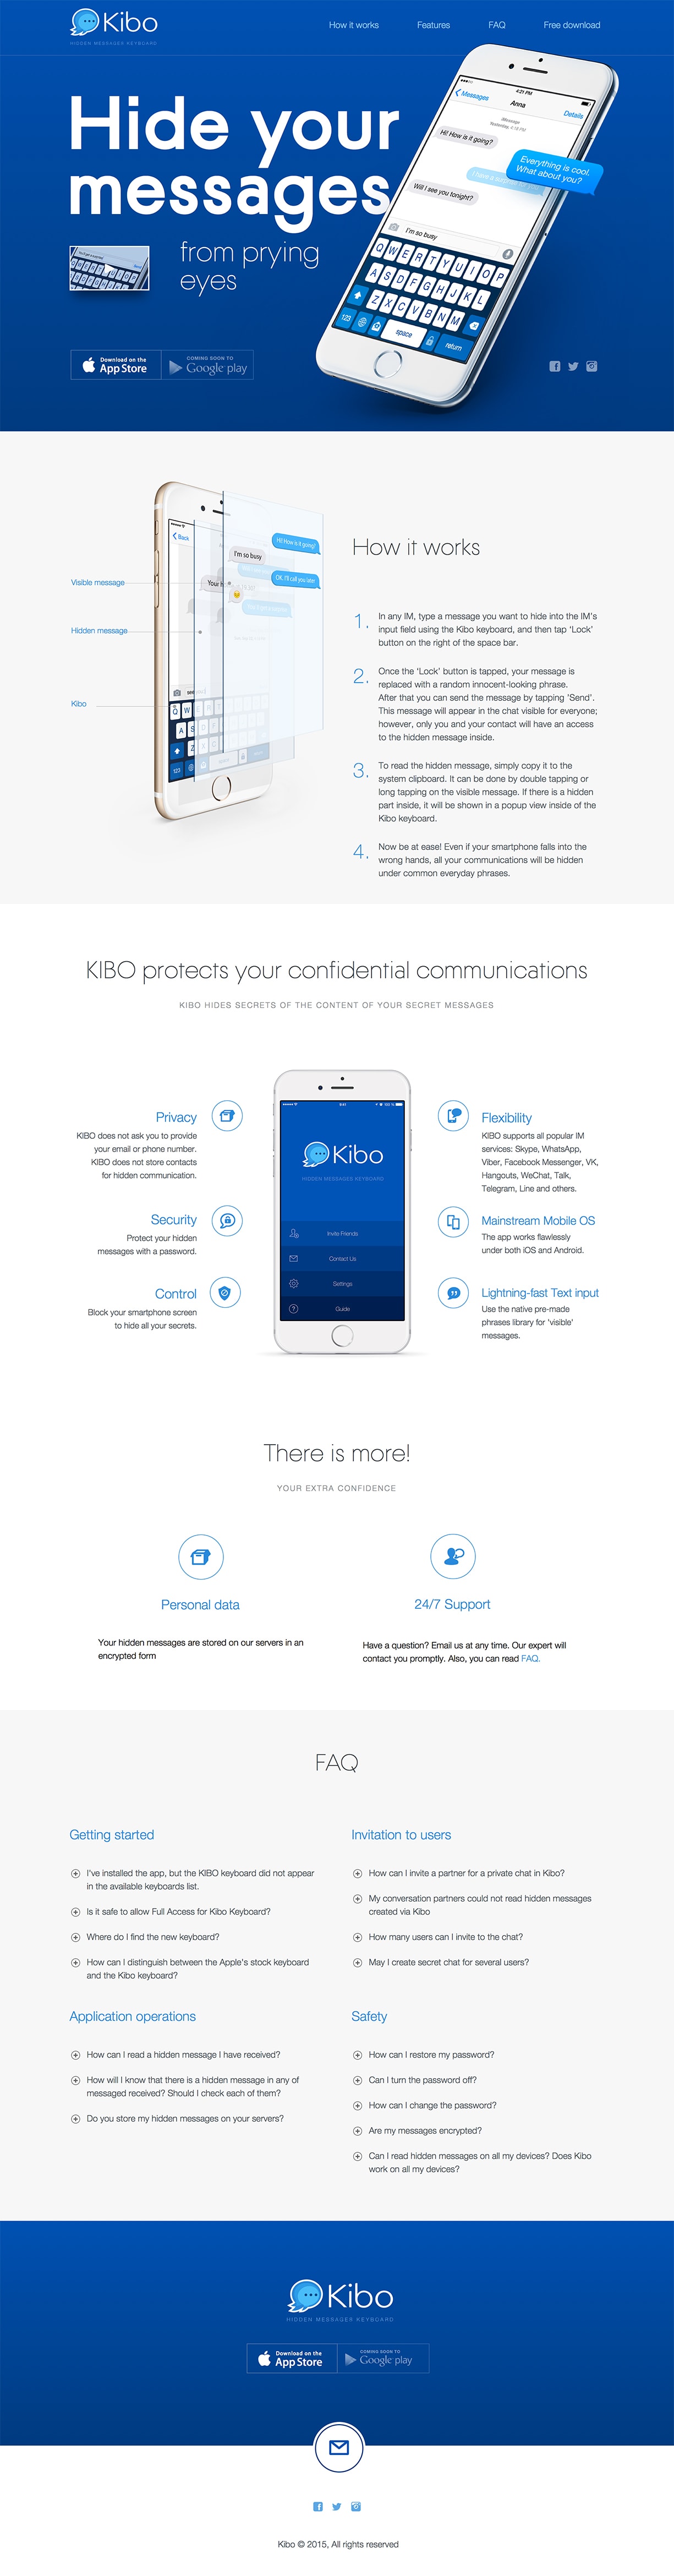 Kibo
HIDDEN MESSAGES KEYBOARD
How it works
Features
FAQ
Free download
Hide your
messages
from prying
eyes
Download on the
App Store
COMING SOON TO
Google play
4:21 PM
Messages
Anna
Details
iMessage
Yesterday, 4:16 PM
Hi! How is it going?
Everything is cool.
What about you?
Will I see you tonight?
I'm so busy
Q W E R T Y U I O P
A S D F G H J K L
Z X C V B N M
123
space
return
How it works
Visible message
Hidden message
Kibo
Back
Hi! How is it going?
I'm so busy
OK, I'll call you later
1. In any IM, type a message you want to hide into the IM's
input field using the Kibo keyboard, and then tap 'Lock'
button on the right of the space bar.
2. Once the 'Lock' button is tapped, your message is
replaced with a random innocent-looking phrase.
After that you can send the message by tapping 'Send'.
This message will appear in the chat visible for everyone;
however, only you and your contact will have an access
to the hidden message inside.
3. To read the hidden message, simply copy it to the
system clipboard. It can be done by double tapping or
long tapping on the visible message. If there is a hidden
part inside, it will be shown in a popup view inside of the
Kibo keyboard.
4. Now be at ease! Even if your smartphone falls into the
wrong hands, all your communications will be hidden
under common everyday phrases.
KIBO protects your confidential communications
KIBO HIDES SECRETS OF THE CONTENT OF YOUR SECRET MESSAGES
Privacy
KIBO does not ask you to provide
your email or phone number.
KIBO does not store contacts
for hidden communication.
Security
Protect your hidden
messages with a password.
Control
Block your smartphone screen
to hide all your secrets.
9:41
100 %
Kibo
HIDDEN MESSAGES KEYBOARD
Invite Friends
Contact Us
Settings
Guide
Flexibility
KIBO supports all popular IM
services: Skype, WhatsApp,
Viber, Facebook Messenger, VK,
Hangouts, WeChat, Talk,
Telegram, Line and others.
Mainstream Mobile OS
The app works flawlessly
under both iOS and Android.
Lightning-fast Text input
Use the native pre-made
phrases library for 'visible'
messages.
There is more!
YOUR EXTRA CONFIDENCE
Personal data
Your hidden messages are stored on our servers in an
encrypted form
24/7 Support
Have a question? Email us at any time. Our expert will
contact you promptly. Also, you can read FAQ.
FAQ
Getting started
I've installed the app, but the KIBO keyboard did not appear
in the available keyboards list.
Is it safe to allow Full Access for Kibo Keyboard?
Where do I find the new keyboard?
How can I distinguish between the Apple's stock keyboard
and the Kibo keyboard?
Invitation to users
How can I invite a partner for a private chat in Kibo?
My conversation partners could not read hidden messages
created via Kibo
How many users can I invite to the chat?
May I create secret chat for several users?
Application operations
How can I read a hidden message I have received?
How will I know that there is a hidden message in any of
messaged received? Should I check each of them?
Do you store my hidden messages on your servers?
Safety
How can I restore my password?
Can I turn the password off?
How can I change the password?
Are my messages encrypted?
Can I read hidden messages on all my devices? Does Kibo
work on all my devices?
Kibo
HIDDEN MESSAGES KEYBOARD
Download on the
App Store
COMING SOON TO
Google play
Kibo © 2015, All rights reserved